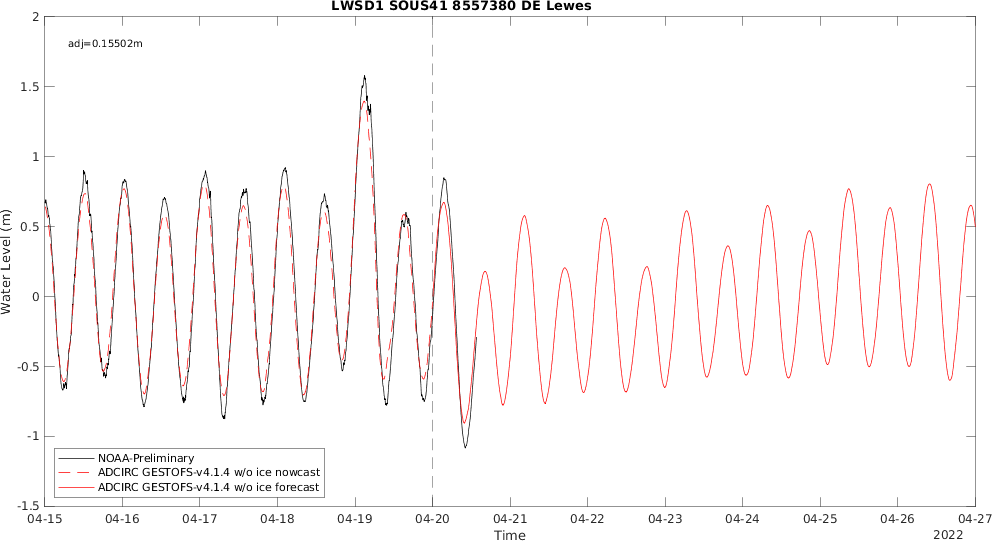 LWSD1 SOUS41 8557380 DE Lewes
adj=0.15502m
2
1.5
1
0.5
0
-0.5
-1
-1.5
Water Level (m)
NOAA-Preliminary
ADCIRC GESTOFS-v4.1.4 w/o ice nowcast
ADCIRC GESTOFS-v4.1.4 w/o ice forecast
04-15 04-16 04-17 04-18 04-19 04-20 04-21 04-22 04-23 04-24 04-25 04-26 04-27
Time
2022